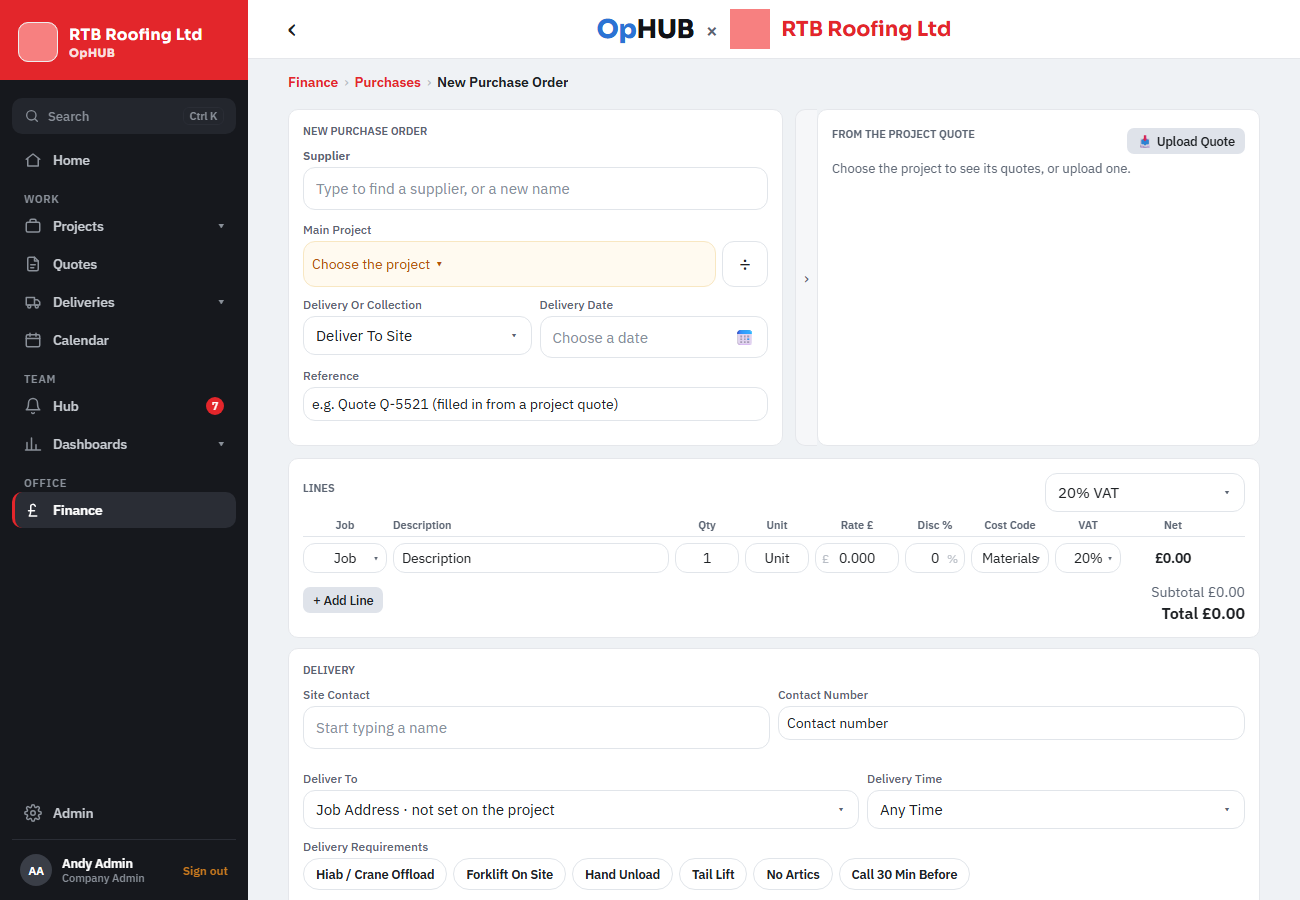 RTB Roofing Ltd
OpHUB
Search Ctrl K
Home
WORK
Projects
Quotes
Deliveries
Calendar
TEAM
Hub 7
Dashboards
OFFICE
£ Finance
Admin
AA Andy Admin
Company Admin
Sign out
OpHUB × RTB Roofing Ltd
Finance › Purchases › New Purchase Order
NEW PURCHASE ORDER
Supplier
Type to find a supplier, or a new name
Main Project
Choose the project
÷
Delivery Or Collection Delivery Date
Deliver To Site Choose a date
Reference
e.g. Quote Q-5521 (filled in from a project quote)
FROM THE PROJECT QUOTE
Upload Quote
Choose the project to see its quotes, or upload one.
LINES
20% VAT
Job Description Qty Unit Rate £ Disc % Cost Code VAT Net
Job Description 1 Unit £ 0.000 0 % Materials 20% £0.00
+ Add Line
Subtotal £0.00
Total £0.00
DELIVERY
Site Contact Contact Number
Start typing a name Contact number
Deliver To Delivery Time
Job Address · not set on the project Any Time
Delivery Requirements
Hiab / Crane Offload Forklift On Site Hand Unload Tail Lift No Artics Call 30 Min Before